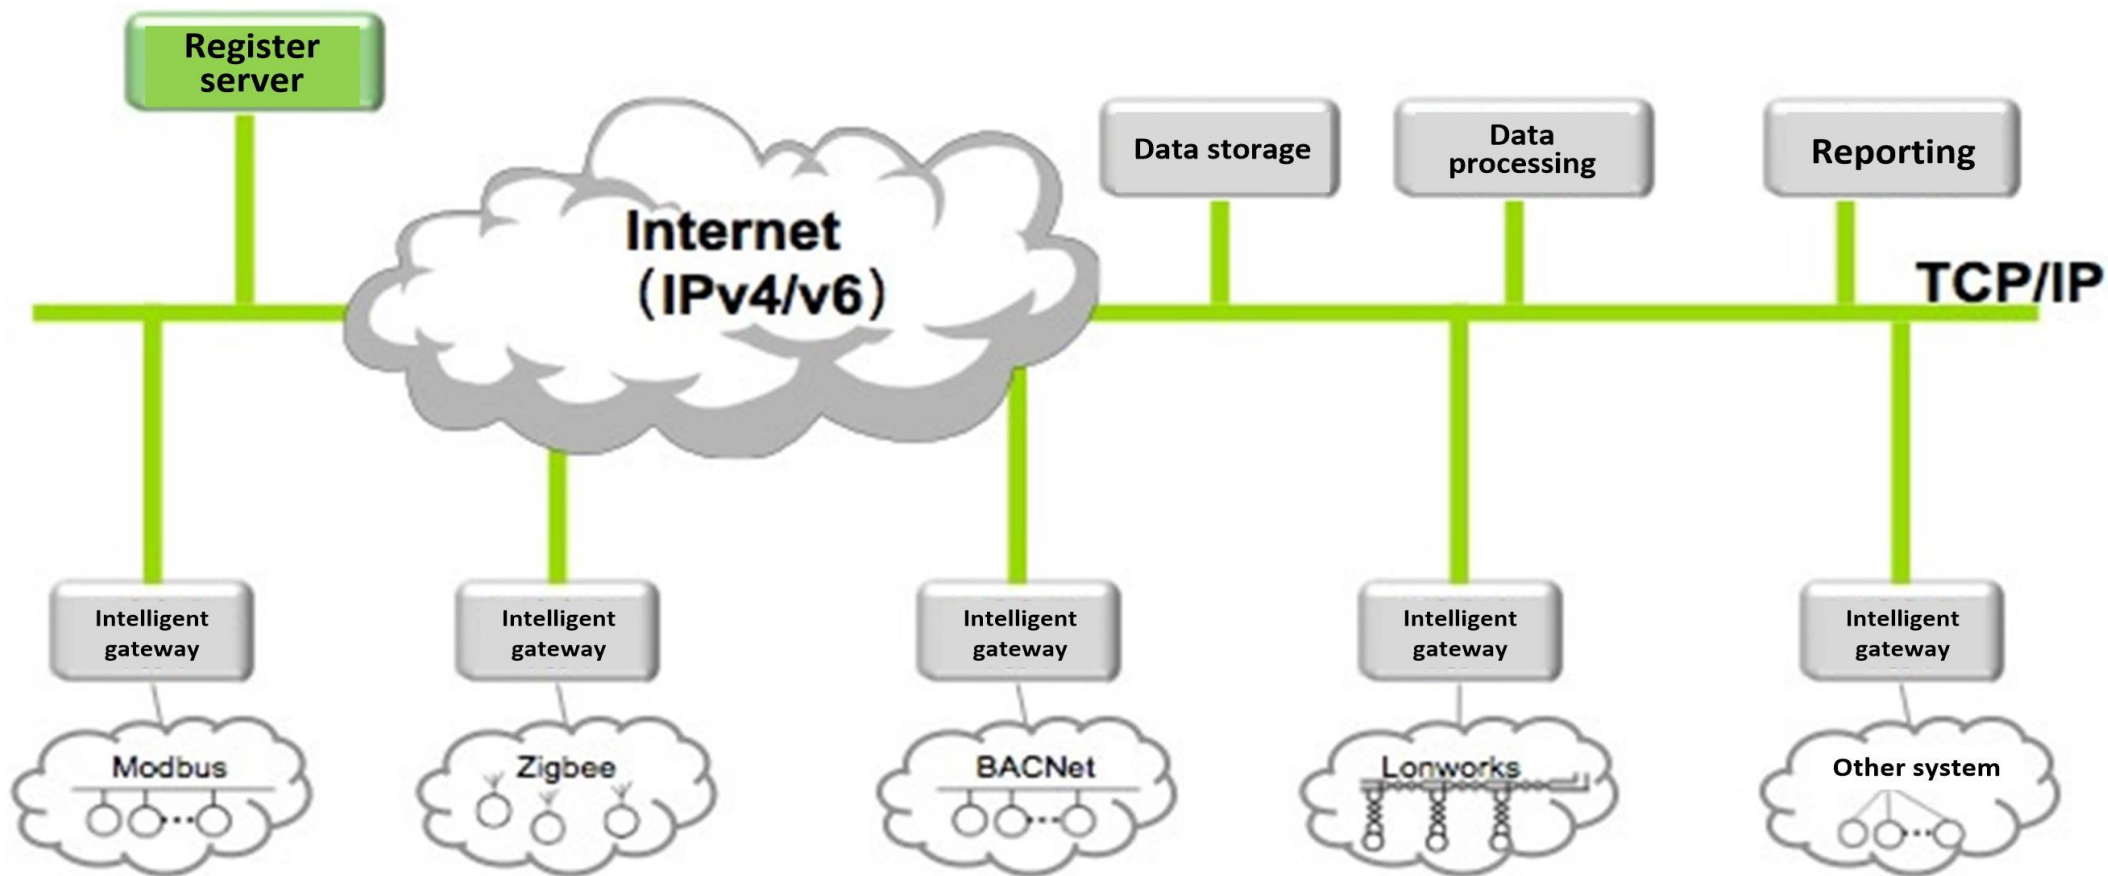 Register
server
Data storage
Data
processing
Reporting
Internet
（IPv4/v6）
TCP/IP
Intelligent
gateway
Intelligent
gateway
Intelligent
gateway
Intelligent
gateway
Intelligent
gateway
Modbus
Zigbee
BACNet
Lonworks
Other system